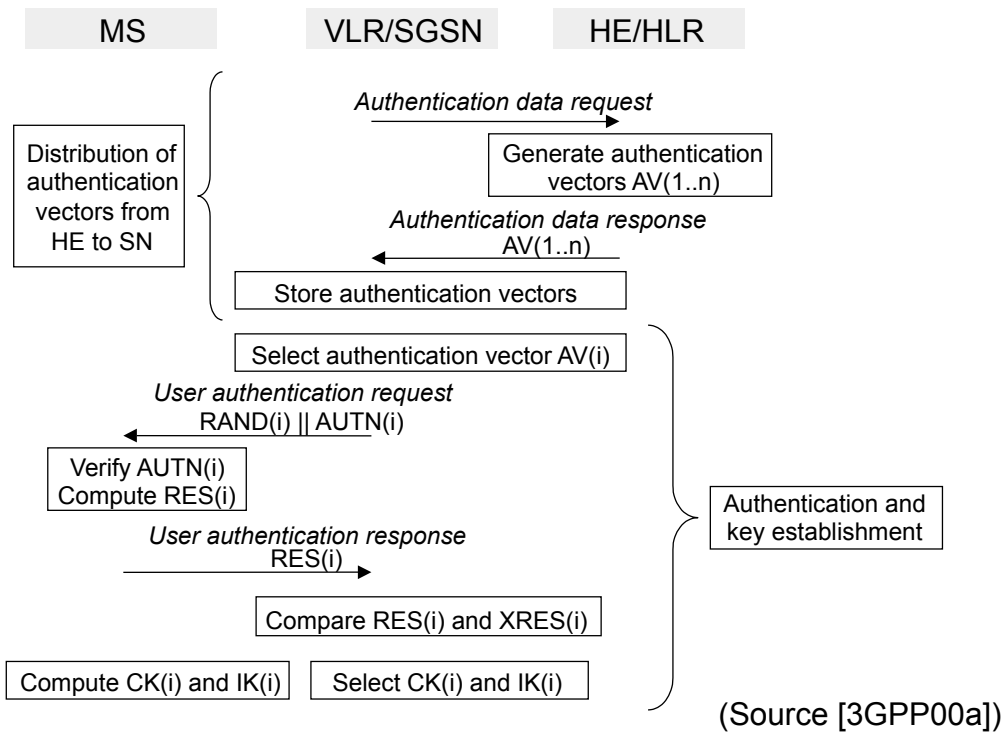 MS
VLR/SGSN
HE/HLR
Authentication data request
Distribution of
authentication
vectors from
HE to SN
Generate authentication
vectors AV(1..n)
Authentication data response
AV(1..n)
Store authentication vectors
Select authentication vector AV(i)
User authentication request
RAND(i) || AUTN(i)
Verify AUTN(i)
Compute RES(i)
Authentication and
key establishment
User authentication response
RES(i)
Compare RES(i) and XRES(i)
Compute CK(i) and IK(i)
Select CK(i) and IK(i)
(Source [3GPP00a])